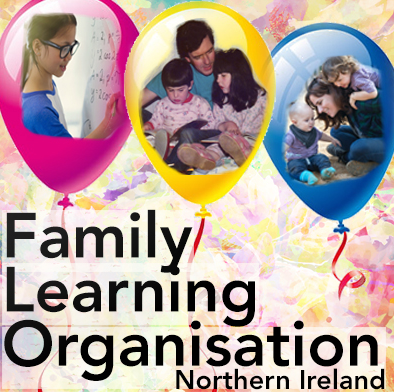 Family
Learning
Organisation
Northern Ireland